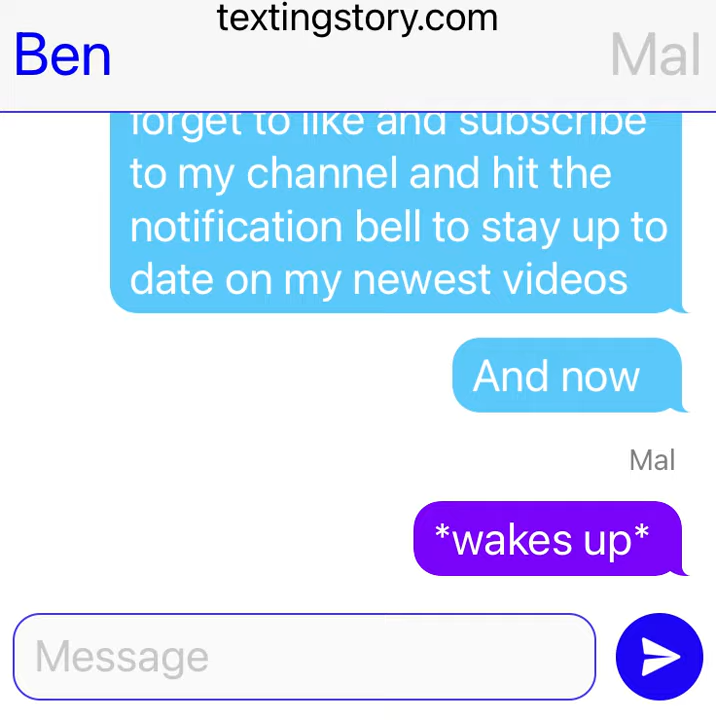 textingstory.com
Ben
Mal
forget to like and subscribe
to my channel and hit the
notification bell to stay up to
date on my newest videos
And now
Mal
*wakes up*
Message